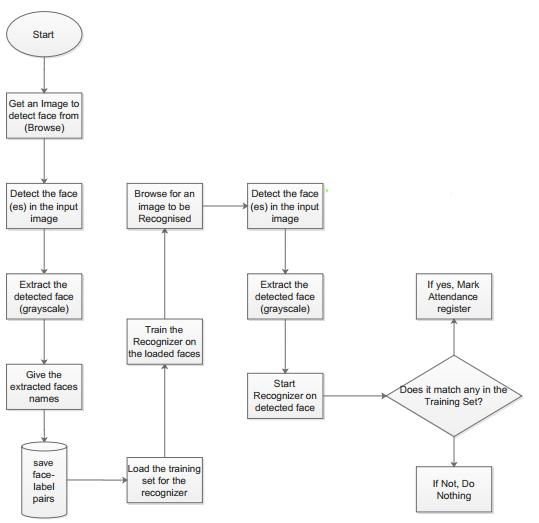 Start
Get an Image to
detect face from
(Browse)
Detect the face
(es) in the input
image
Extract the
detected face
(grayscale)
Give the
extracted faces
names
save
face-
label
pairs
Load the training
set for the
recognizer
Train the
Recognizer on
the loaded faces
Browse for an
image to be
Recognised
Detect the face
(es) in the input
image
Extract the
detected face
(grayscale)
Start
Recognizer on
detected face
Does it match any in the
Training Set?
If yes, Mark
Attendance
register
If Not, Do
Nothing